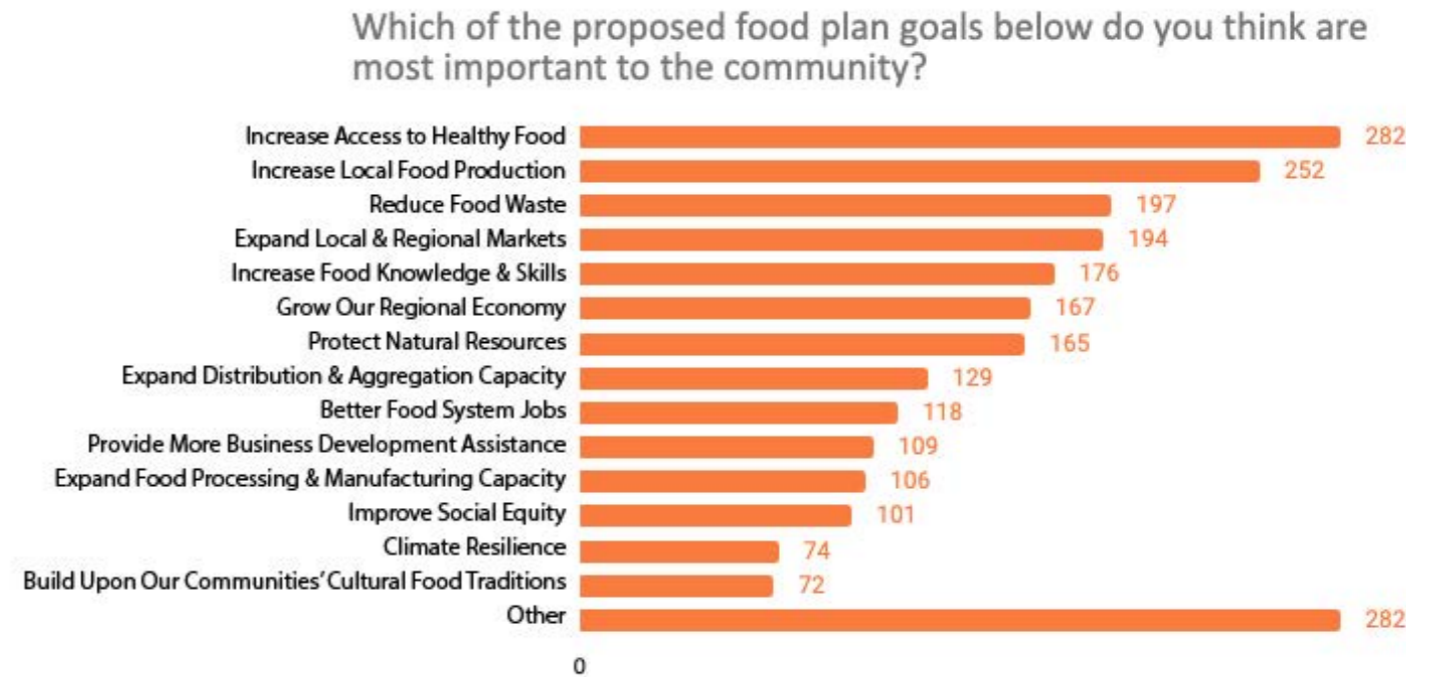 Which of the proposed food plan goals below do you think are
most important to the community?
Increase Access to Healthy Food 282
Increase Local Food Production 252
Reduce Food Waste 197
Expand Local & Regional Markets 194
Increase Food Knowledge & Skills 176
Grow Our Regional Economy 167
Protect Natural Resources 165
Expand Distribution & Aggregation Capacity 129
Better Food System Jobs 118
Provide More Business Development Assistance 109
Expand Food Processing & Manufacturing Capacity 106
Improve Social Equity 101
Climate Resilience 74
Build Upon Our Communities’ Cultural Food Traditions 72
Other 282
0